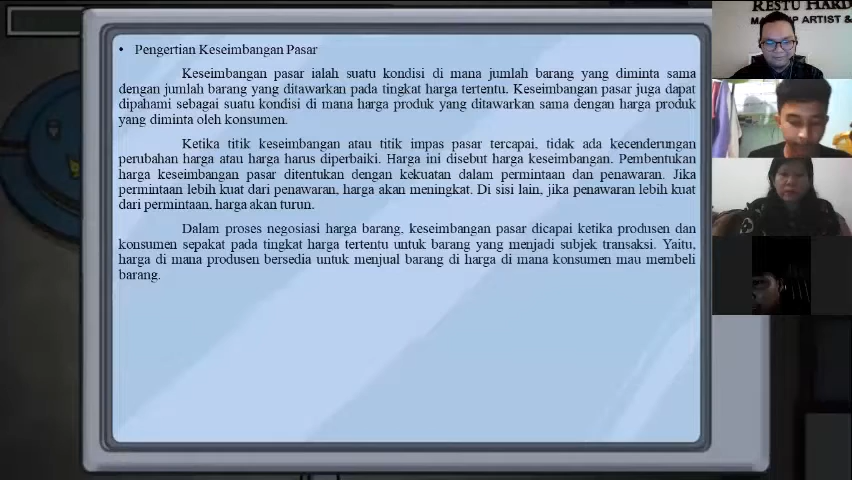 • Pengertian Keseimbangan Pasar
Keseimbangan pasar ialah suatu kondisi di mana jumlah barang yang diminta sama
dengan jumlah barang yang ditawarkan pada tingkat harga tertentu. Keseimbangan pasar juga dapat
dipahami sebagai suatu kondisi di mana harga produk yang ditawarkan sama dengan harga produk
yang diminta oleh konsumen.
Ketika titik keseimbangan atau titik impas pasar tercapai, tidak ada kecenderungan
perubahan harga atau harga harus diperbaiki. Harga ini disebut harga keseimbangan. Pembentukan
harga keseimbangan pasar ditentukan dengan kekuatan dalam permintaan dan penawaran. Jika
permintaan lebih kuat dari penawaran, harga akan meningkat. Di sisi lain, jika penawaran lebih kuat
dari permintaan, harga akan turun.
Dalam proses negosiasi harga barang, keseimbangan pasar dicapai ketika produsen dan
konsumen sepakat pada tingkat harga tertentu untuk barang yang menjadi subjek transaksi. Yaitu,
harga di mana produsen bersedia untuk menjual barang di harga di mana konsumen mau membeli
barang.
RESTU HARD
ARTIST &